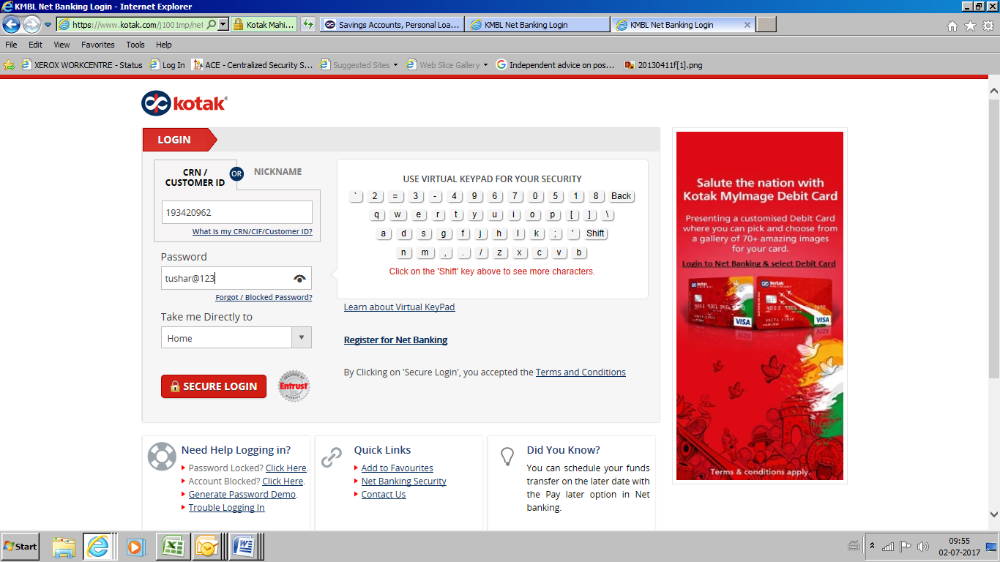 KMBL Net Banking Login - Internet Explorer
https://www.kotak.com/j1001mp/net
Kotak Mahi...
Savings Accounts, Personal Loa...
KMBL Net Banking Login
KMBL Net Banking Login
File Edit View Favorites Tools Help
XEROX WORKCENTRE - Status
Log In
ACE - Centralized Security S...
Suggested Sites
Web Slice Gallery
Independent advice on pos...
20130411f[1].png
kotak®
LOGIN
CRN /
CUSTOMER ID
OR
NICKNAME
193420962
What is my CRN/CIF/Customer ID?
Password
tushar@123
Forgot / Blocked Password?
Take me Directly to
Home
SECURE LOGIN
SECURED BY
Entrust
SSL
USE VIRTUAL KEYPAD FOR YOUR SECURITY
` 2 = 3 - 4 9 6 7 0 5 1 8 Back
q w e r t y u i o p [ ] \
a d s g f j h l k ; ' Shift
n m , . / z x c v b
Click on the 'Shift' key above to see more characters.
Learn about Virtual KeyPad
Register for Net Banking
By Clicking on 'Secure Login', you accepted the Terms and Conditions
Salute the nation with
Kotak MyImage Debit Card
Presenting a customised Debit Card
where you can pick and choose from
a gallery of 70+ amazing images
for your card.
Login to Net Banking & select Debit Card
kotak
VISA
kotak
VISA
Terms & conditions apply.
Need Help Logging in?
Password Locked? Click Here.
Account Blocked? Click Here.
Generate Password Demo.
Trouble Logging In
Quick Links
Add to Favourites
Net Banking Security
Contact Us
Did You Know?
You can schedule your funds
transfer on the later date with
the Pay later option in Net
banking.
Start
09:55
02-07-2017